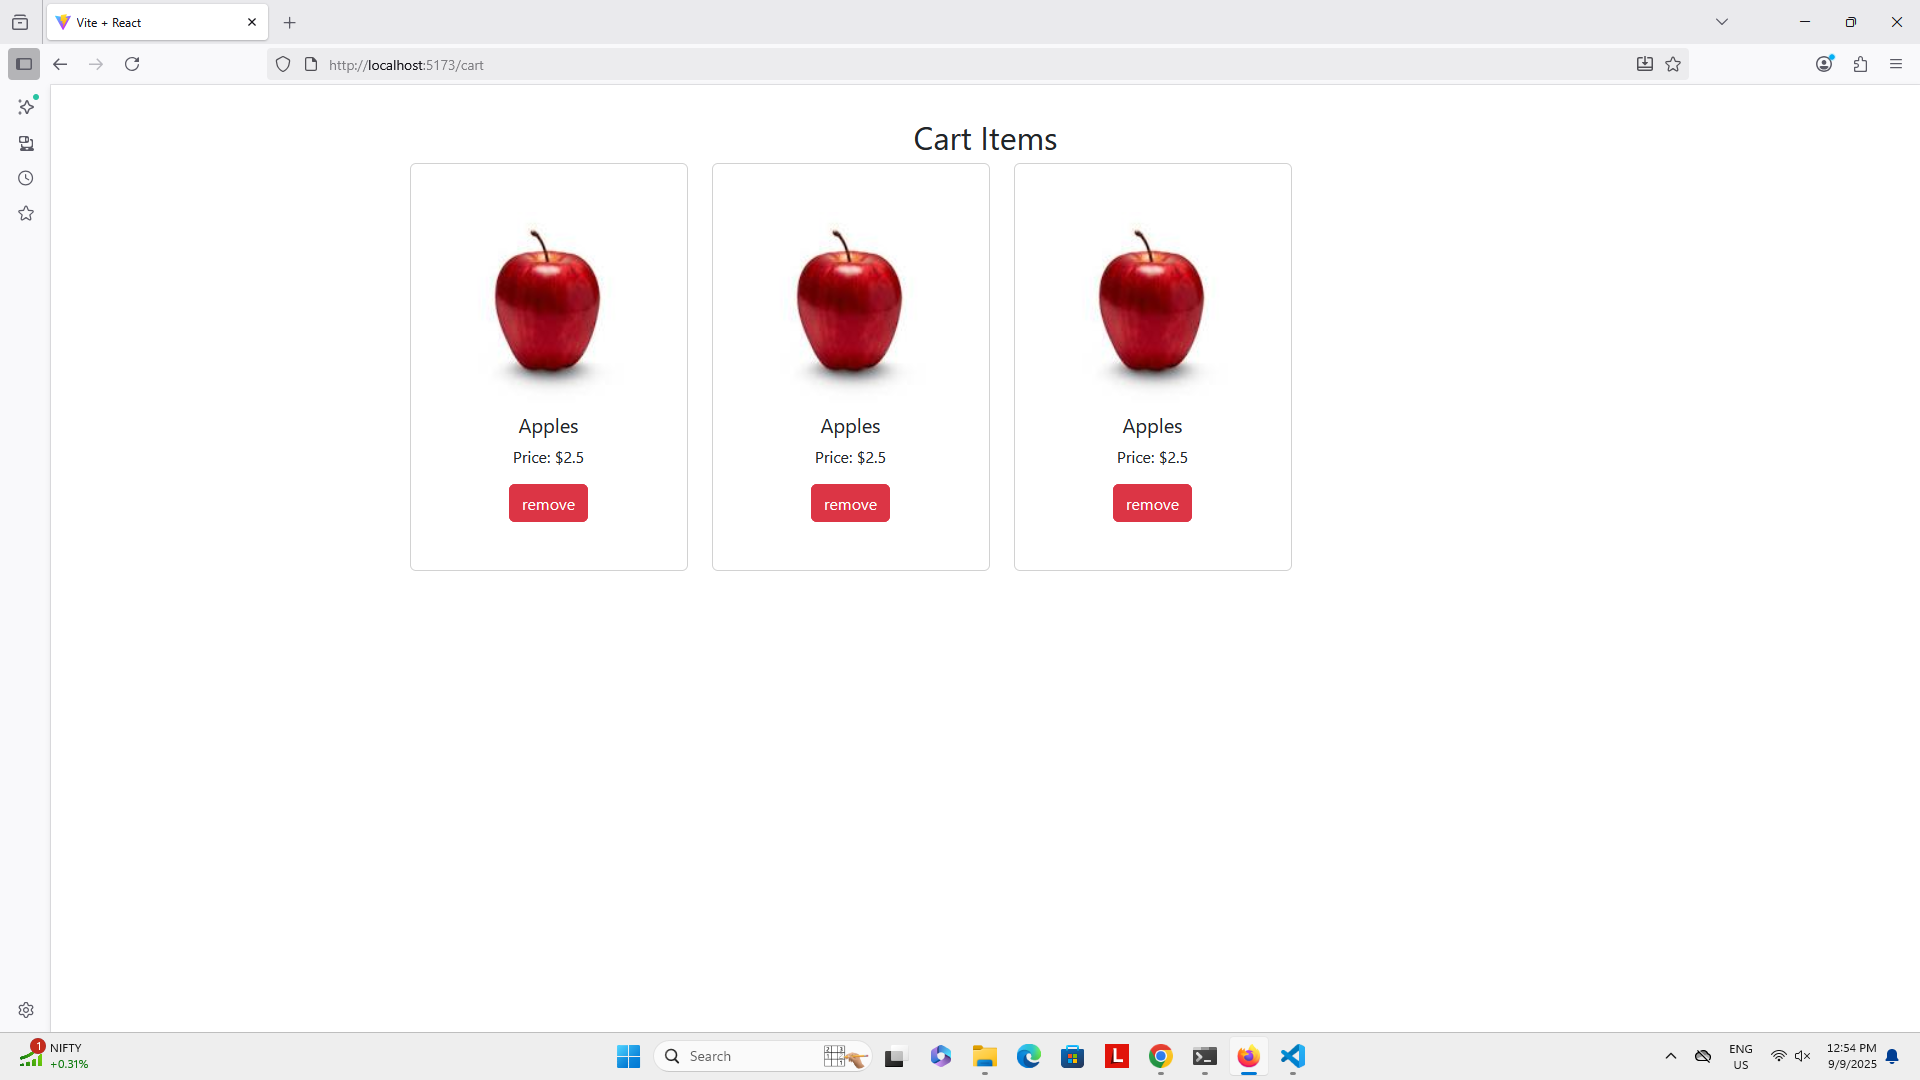 Vite + React
http://localhost:5173/cart
Cart Items
Apples
Price: $2.5
remove
Apples
Price: $2.5
remove
Apples
Price: $2.5
remove
1
NIFTY
+0.31%
Search
L
ENG
US
12:54 PM
9/9/2025